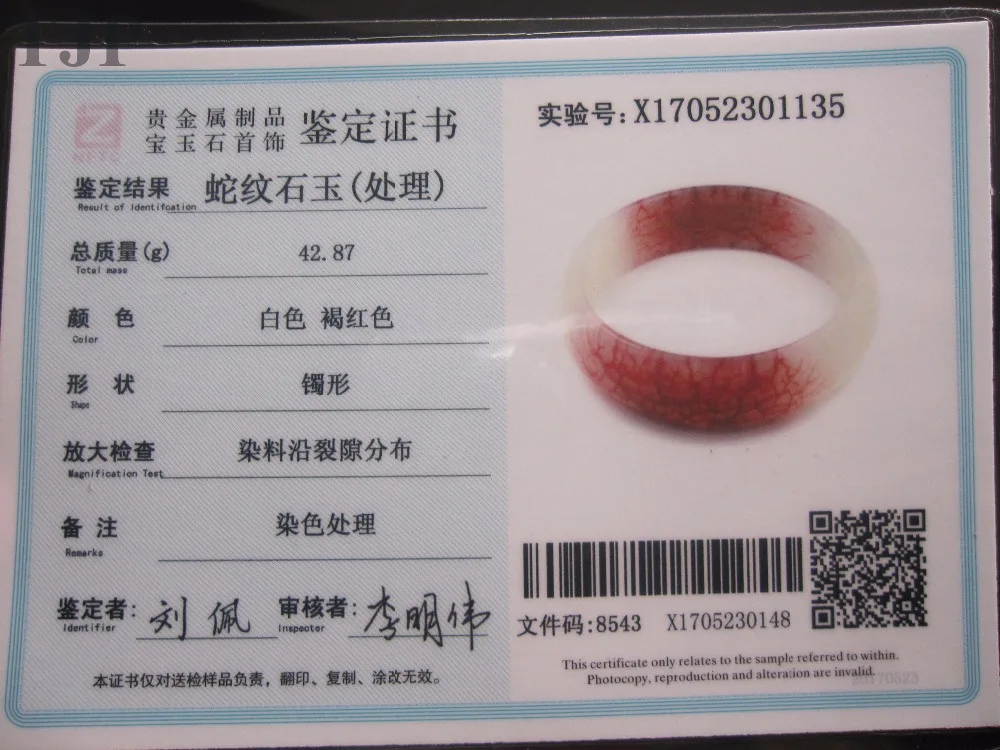 TJT
NFTC
贵金属制品
宝玉石首饰
鉴定证书
鉴定结果 蛇纹石玉(处理)
Result of Identifcation
总质量(g) 42.87
Total mass
颜 色 白色 褐红色
Color
形 状 镯形
Shape
放大检查 染料沿裂隙分布
Magnification Test
备 注 染色处理
Remarks
鉴定者: 刘佩 审核者: 李明伟
Identifier Inspecter
本证书仅对送检样品负责,翻印、复制、涂改无效。
实验号:X17052301135
文件码:8543 X1705230148
This certificate only relates to the sample referred to within.
Photocopy, reproduction and alteration are invalid.
20170523